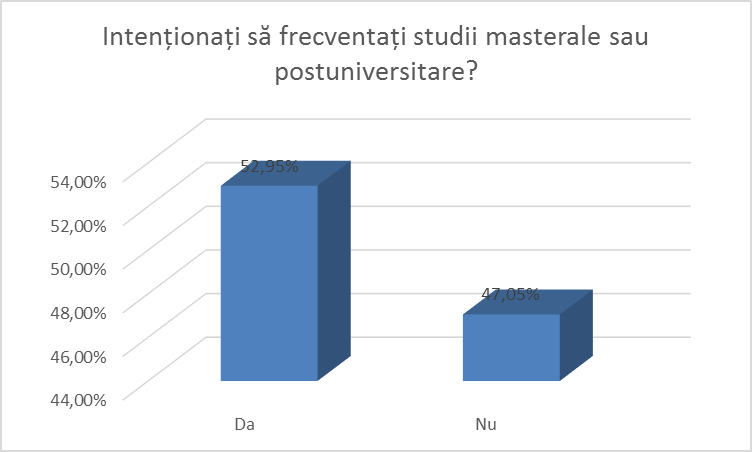 Intenționați să frecventați studii masterale sau
postuniversitare?
52,95%
54,00%
52,00%
50,00%
47,05%
48,00%
46,00%
44,00%
Da
Nu